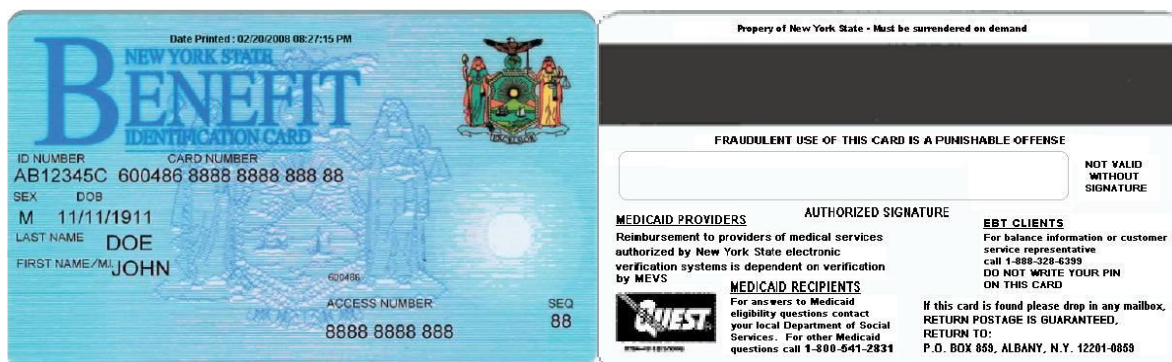 Date Printed : 02/20/2008 08:27:15 PM
NEW YORK STATE
BENEFIT
IDENTIFICATION CARD
ID NUMBER CARD NUMBER
AB12345C 600486 8888 8888 888 88
SEX DOB
M 11/11/1911
LAST NAME DOE
FIRST NAME/M.I. JOHN
600486
ACCESS NUMBER SEQ
8888 8888 888 88
Propery of New York State - Must be surrendered on demand
FRAUDULENT USE OF THIS CARD IS A PUNISHABLE OFFENSE
NOT VALID
WITHOUT
SIGNATURE
AUTHORIZED SIGNATURE
MEDICAID PROVIDERS
Reimbursement to providers of medical services
authorized by New York State electronic
verification systems is dependent on verification
by MEVS
MEDICAID RECIPIENTS
For answers to Medicaid
eligibility questions contact
your local Department of Social
Services. For other Medicaid
questions call 1-800-541-2831
QUEST
EBT CLIENTS
For balance information or customer
service representative
call 1-888-328-6399
DO NOT WRITE YOUR PIN
ON THIS CARD
If this card is found please drop in any mailbox,
RETURN POSTAGE IS GUARANTEED,
RETURN TO:
P.O. BOX 859, ALBANY, N.Y. 12201-0859